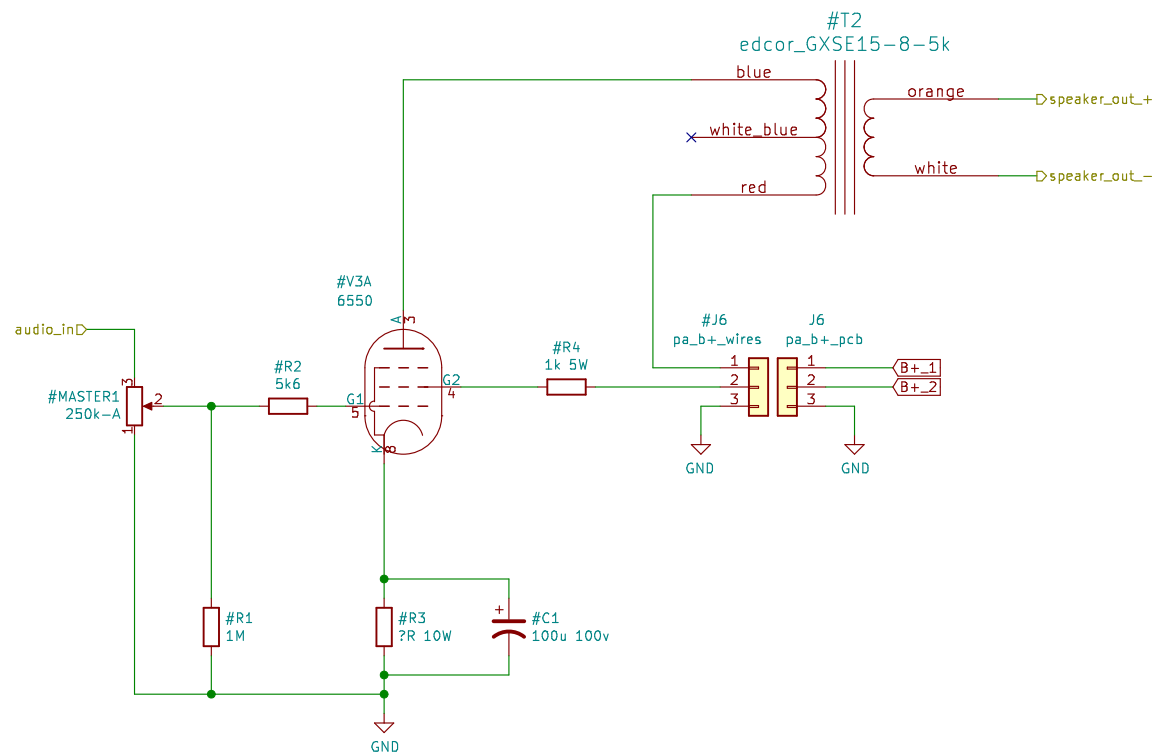 #T2
edcor_GXSE15-8-5k
blue
orange
speaker_out_+
white_blue
white
speaker_out_-
red
#V3A
6550
A
3
audio_in
#J6
pa_b+_wires
J6
pa_b+_pcb
#R4
1k 5W
#R2
5k6
1
1
B+_1
2
2
B+_2
3
3
G2
4
G1
5
#MASTER1
250k-A
3
2
1
K
8
GND
GND
#R1
1M
#R3
?R 10W
+
#C1
100u 100v
GND